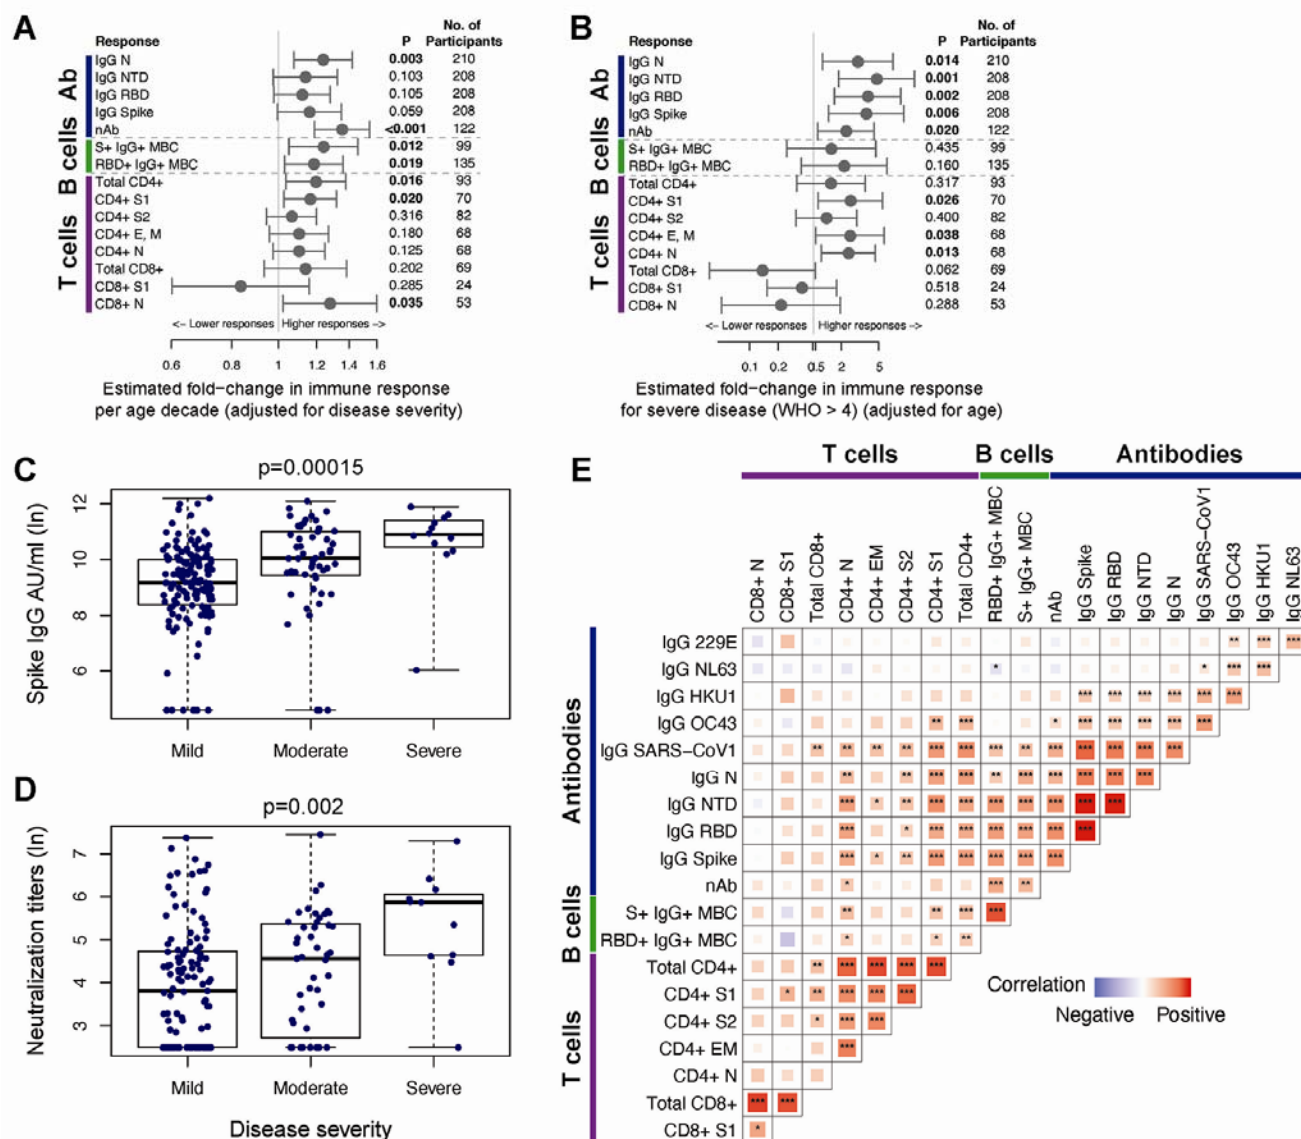 A
Response P No. of Participants
Ab
IgG N 0.003 210
IgG NTD 0.103 208
IgG RBD 0.105 208
IgG Spike 0.059 208
nAb <0.001 122
B cells
S+ IgG+ MBC 0.012 99
RBD+ IgG+ MBC 0.019 135
T cells
Total CD4+ 0.016 93
CD4+ S1 0.020 70
CD4+ S2 0.316 82
CD4+ E, M 0.180 68
CD4+ N 0.125 68
Total CD8+ 0.202 69
CD8+ S1 0.285 24
CD8+ N 0.035 53
<- Lower responses Higher responses ->
0.6 0.8 1 1.2 1.4 1.6
Estimated fold-change in immune response
per age decade (adjusted for disease severity)
B
Response P No. of Participants
Ab
IgG N 0.014 210
IgG NTD 0.001 208
IgG RBD 0.002 208
IgG Spike 0.006 208
nAb 0.020 122
B cells
S+ IgG+ MBC 0.435 99
RBD+ IgG+ MBC 0.160 135
T cells
Total CD4+ 0.317 93
CD4+ S1 0.026 70
CD4+ S2 0.400 82
CD4+ E, M 0.038 68
CD4+ N 0.013 68
Total CD8+ 0.062 69
CD8+ S1 0.518 24
CD8+ N 0.288 53
<- Lower responses Higher responses ->
0.1 0.2 2 5
Estimated fold-change in immune response
for severe disease (WHO > 4) (adjusted for age)
C
p=0.00015
Spike IgG AU/ml (ln)
12
10
8
6
Mild Moderate Severe
D
p=0.002
Neutralization titers (ln)
7
6
5
4
3
Mild Moderate Severe
Disease severity
E
T cells B cells Antibodies
CD8+ N
CD8+ S1
Total CD8+
CD4+ N
CD4+ EM
CD4+ S2
CD4+ S1
Total CD4+
RBD+ IgG+ MBC
S+ IgG+ MBC
nAb
IgG Spike
IgG RBD
IgG NTD
IgG N
IgG SARS-CoV1
IgG OC43
IgG HKU1
IgG NL63
Antibodies
IgG 229E ** *** ***
IgG NL63 * * *** ***
IgG HKU1 *** *** *** *** *** ***
IgG OC43 ** *** * *** *** *** *** ***
IgG SARS-CoV1 ** ** ** ** *** *** *** ** *** *** *** *** ***
IgG N ** ** *** *** ** *** *** *** *** ***
IgG NTD *** * ** *** *** *** *** *** *** ***
IgG RBD *** * *** *** *** *** *** ***
IgG Spike *** * ** *** *** *** *** ***
nAb * *** **
B cells
S+ IgG+ MBC ** ** *** ***
RBD+ IgG+ MBC * * **
T cells
Total CD4+ ** *** *** *** ***
CD4+ S1 * ** *** *** ***
CD4+ S2 * *** ***
CD4+ EM ***
CD4+ N
Total CD8+ *** ***
CD8+ S1 *
Correlation
Negative Positive